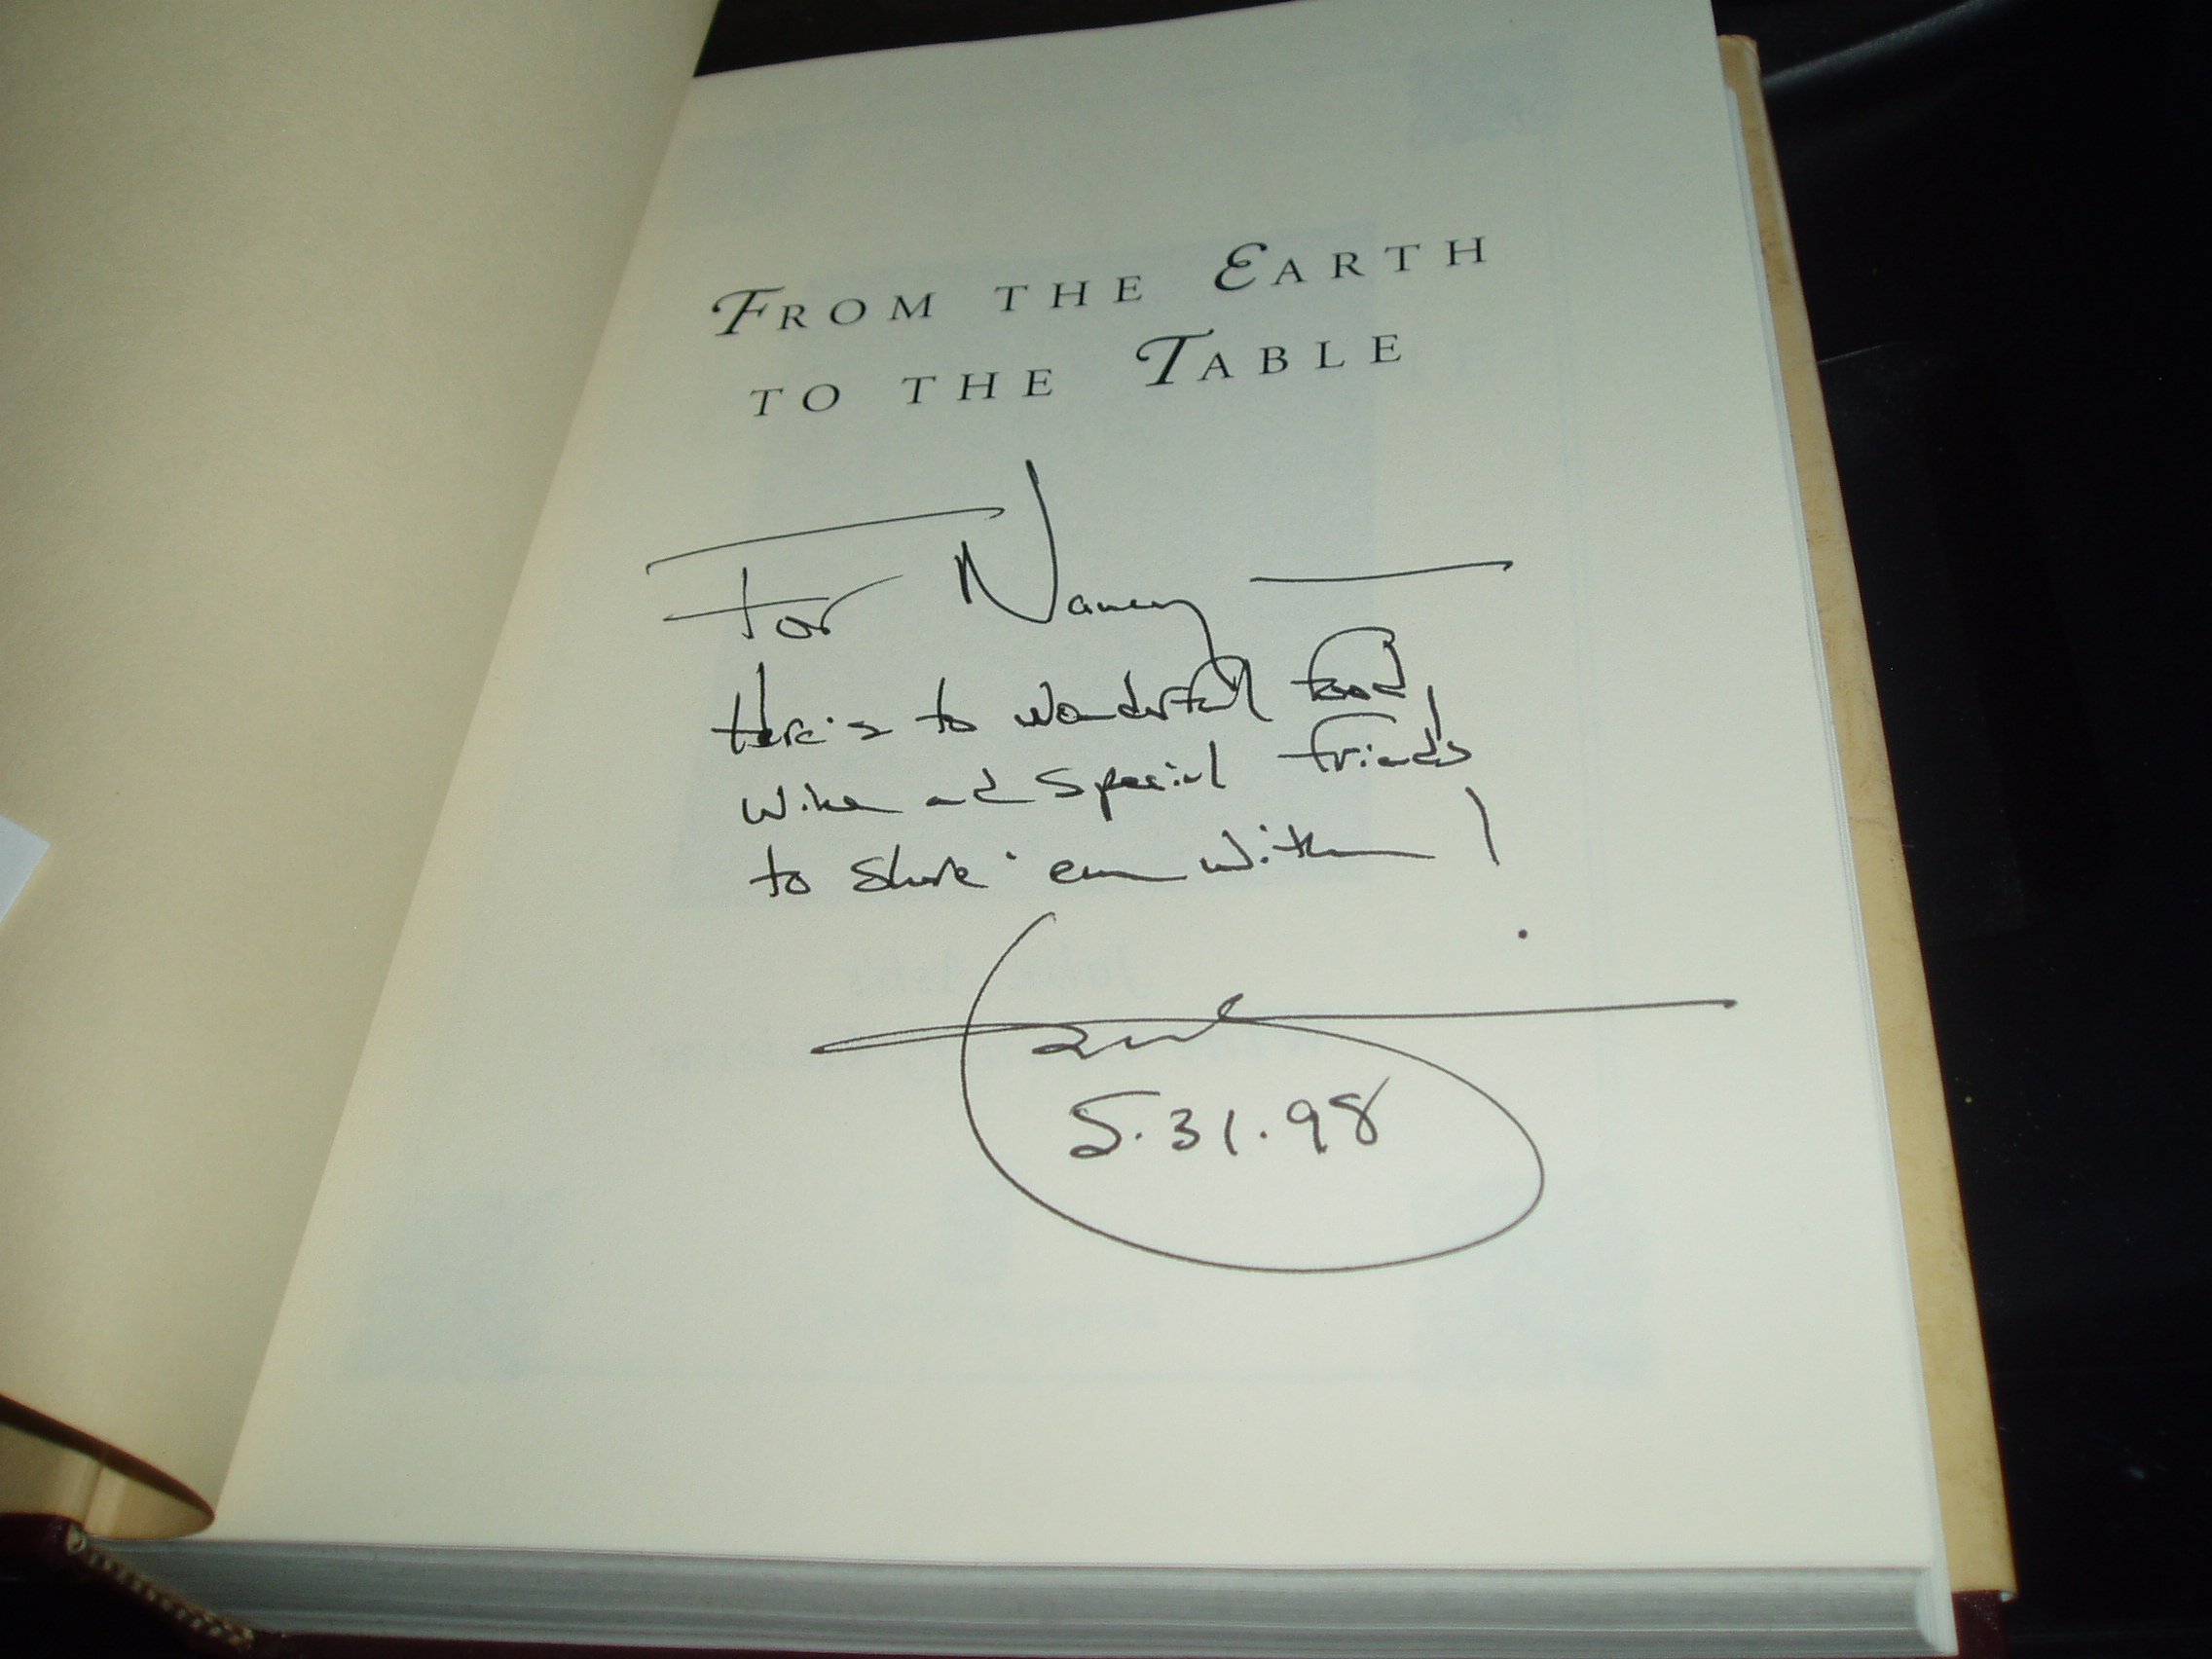 FROM THE EARTH
TO THE TABLE
For Nancy
Here's to wonderful food,
wine and special friends
to share 'em with!
5.31.98